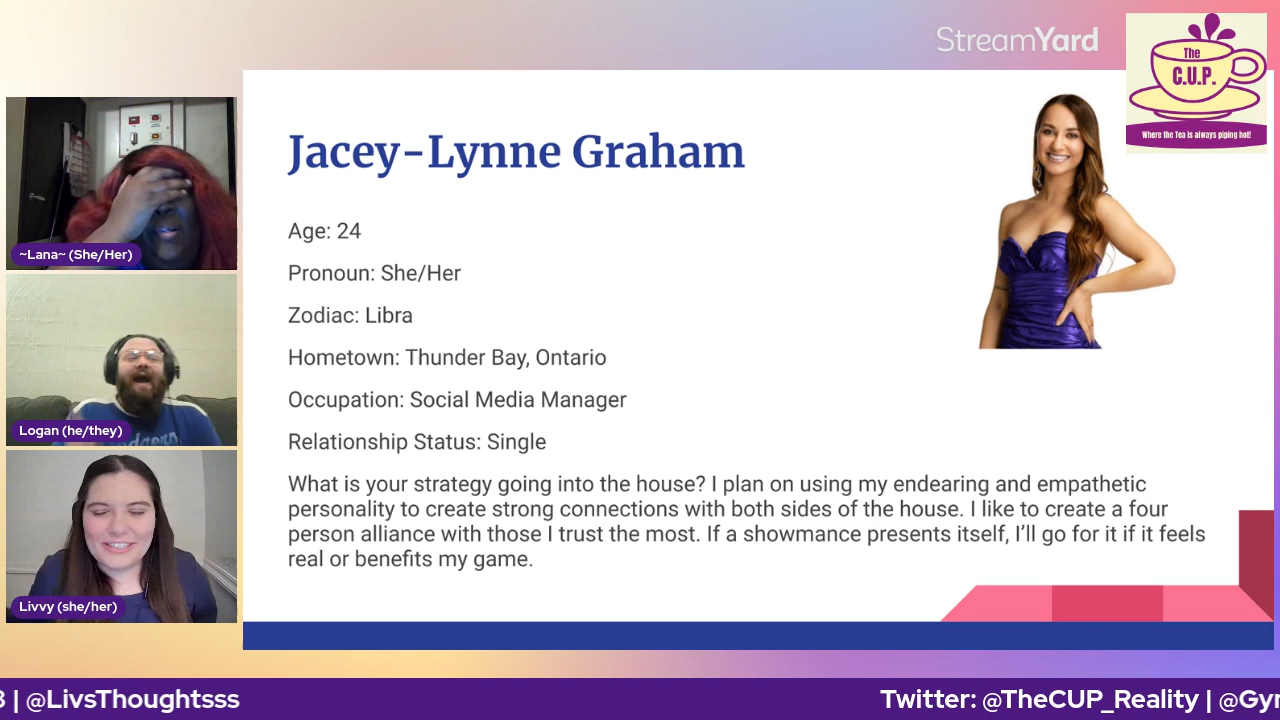 StreamYard
The
C.U.P.
Where the Tea is always piping hot!
Jacey-Lynne Graham
Age: 24
Pronoun: She/Her
Zodiac: Libra
Hometown: Thunder Bay, Ontario
Occupation: Social Media Manager
Relationship Status: Single
What is your strategy going into the house? I plan on using my endearing and empathetic
personality to create strong connections with both sides of the house. I like to create a four
person alliance with those I trust the most. If a showmance presents itself, I’ll go for it if it feels
real or benefits my game.
~Lana~ (She/Her)
Logan (he/they)
Livvy (she/her)
3 | @LivsThoughtsss
Twitter: @TheCUP_Reality | @Gyr